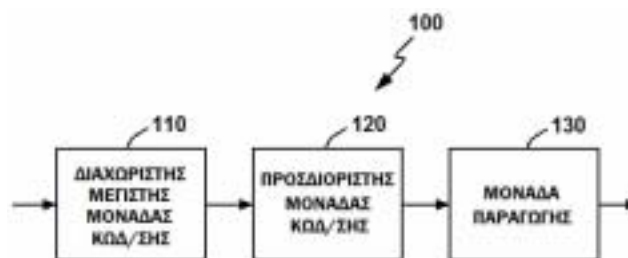 100
110
120
130
ΔΙΑΧΩΡΙΣΤΗΣ
ΜΕΓΙΣΤΗΣ
ΜΟΝΑΔΑΣ
ΚΩΔ/ΣΗΣ
ΠΡΟΣΔΙΟΡΙΣΤΗΣ
ΜΟΝΑΔΑΣ
ΚΩΔ/ΣΗΣ
ΜΟΝΑΔΑ
ΠΑΡΑΓΩΓΗΣ